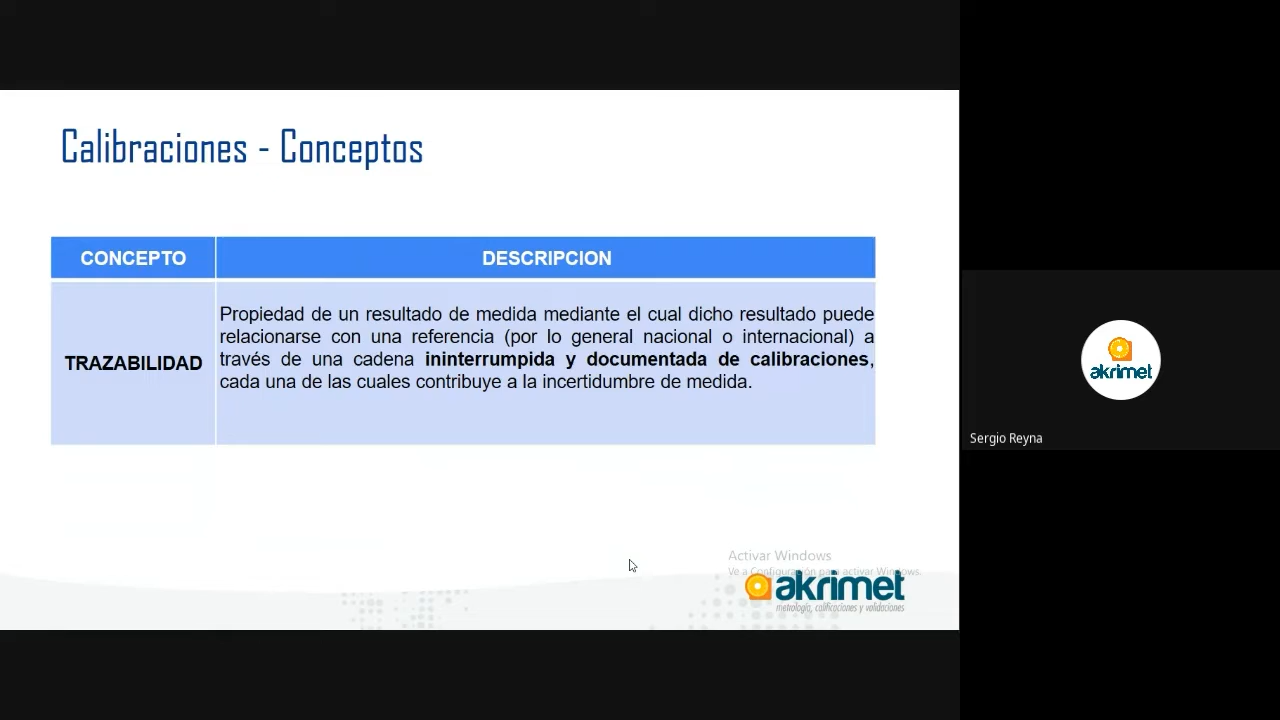 Calibraciones - Conceptos
CONCEPTO
DESCRIPCION
TRAZABILIDAD
Propiedad de un resultado de medida mediante el cual dicho resultado puede
relacionarse con una referencia (por lo general nacional o internacional) a
través de una cadena ininterrumpida y documentada de calibraciones,
cada una de las cuales contribuye a la incertidumbre de medida.
Activar Windows
Ve a Configuración para activar Windows.
akrimet
metrología, calificaciones y validaciones
akrimet
Sergio Reyna